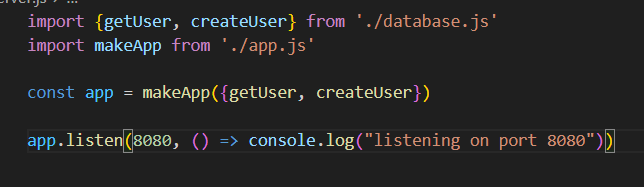 server.js > ...
import {getUser, createUser} from './database.js'
import makeApp from './app.js'
const app = makeApp({getUser, createUser})
app.listen(8080, () => console.log("listening on port 8080"))